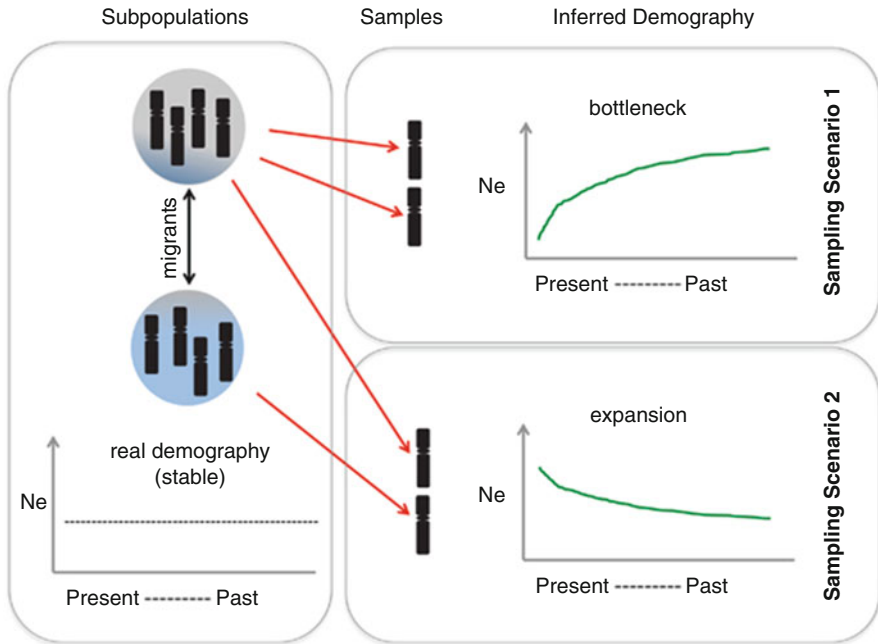 Subpopulations
Samples
Inferred Demography
migrants
real demography
(stable)
Ne
Present
Past
bottleneck
Ne
Present
Past
Sampling Scenario 1
expansion
Ne
Present
Past
Sampling Scenario 2